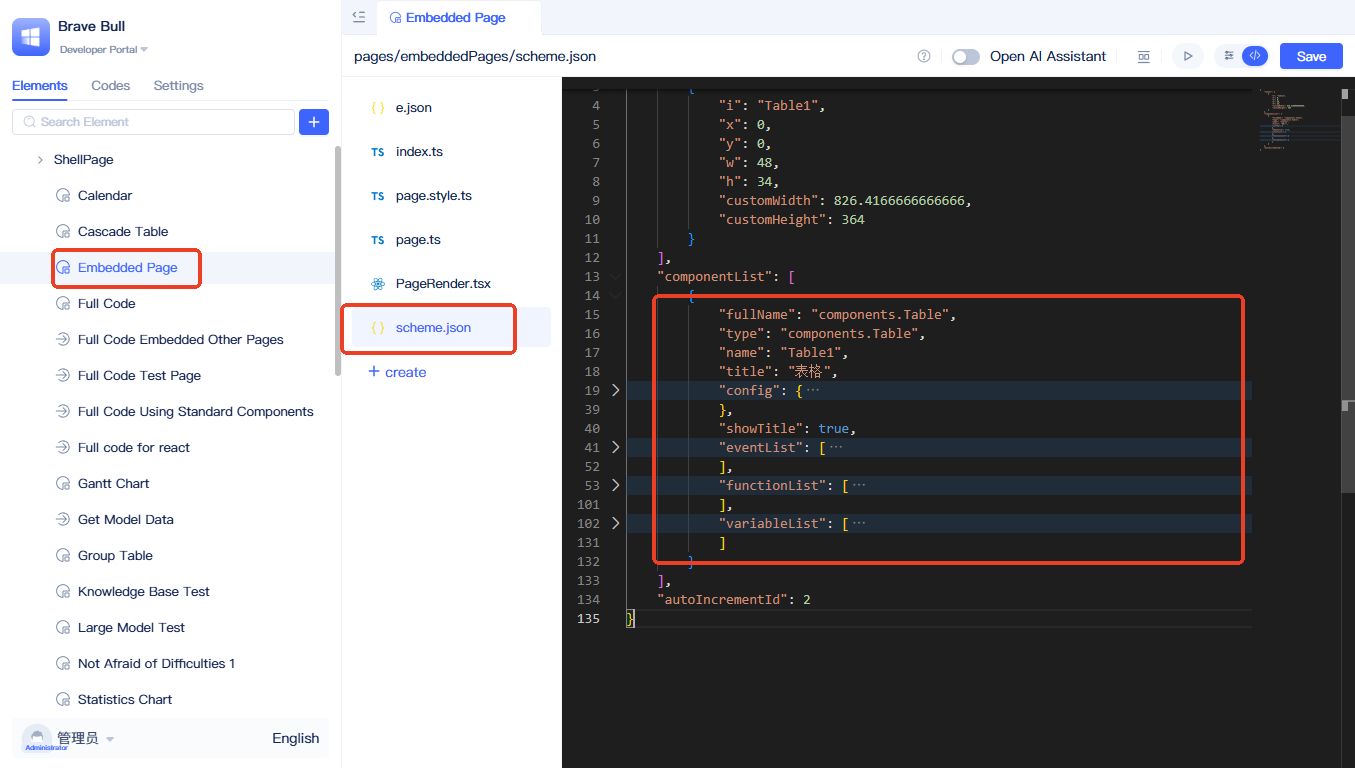 Brave Bull
Developer Portal
Elements Codes Settings
Search Element
ShellPage
Calendar
Cascade Table
Embedded Page
Full Code
Full Code Embedded Other Pages
Full Code Test Page
Full Code Using Standard Components
Full code for react
Gantt Chart
Get Model Data
Group Table
Knowledge Base Test
Large Model Test
Not Afraid of Difficulties 1
Statistics Chart
Administrator
管理员
English
Embedded Page
pages/embeddedPages/scheme.json
Open AI Assistant
Save
{ } e.json
TS index.ts
TS page.style.ts
TS page.ts
PageRender.tsx
{ } scheme.json
+ create
4 "i": "Table1",
5 "x": 0,
6 "y": 0,
7 "w": 48,
8 "h": 34,
9 "customWidth": 826.4166666666666,
10 "customHeight": 364
11 }
12 ],
13 "componentList": [
14 {
15 "fullName": "components.Table",
16 "type": "components.Table",
17 "name": "Table1",
18 "title": "表格",
19 "config": {···
39 },
40 "showTitle": true,
41 "eventList": [···
52 ],
53 "functionList": [···
101 ],
102 "variableList": [···
131 ]
132 }
133 ],
134 "autoIncrementId": 2
135 }